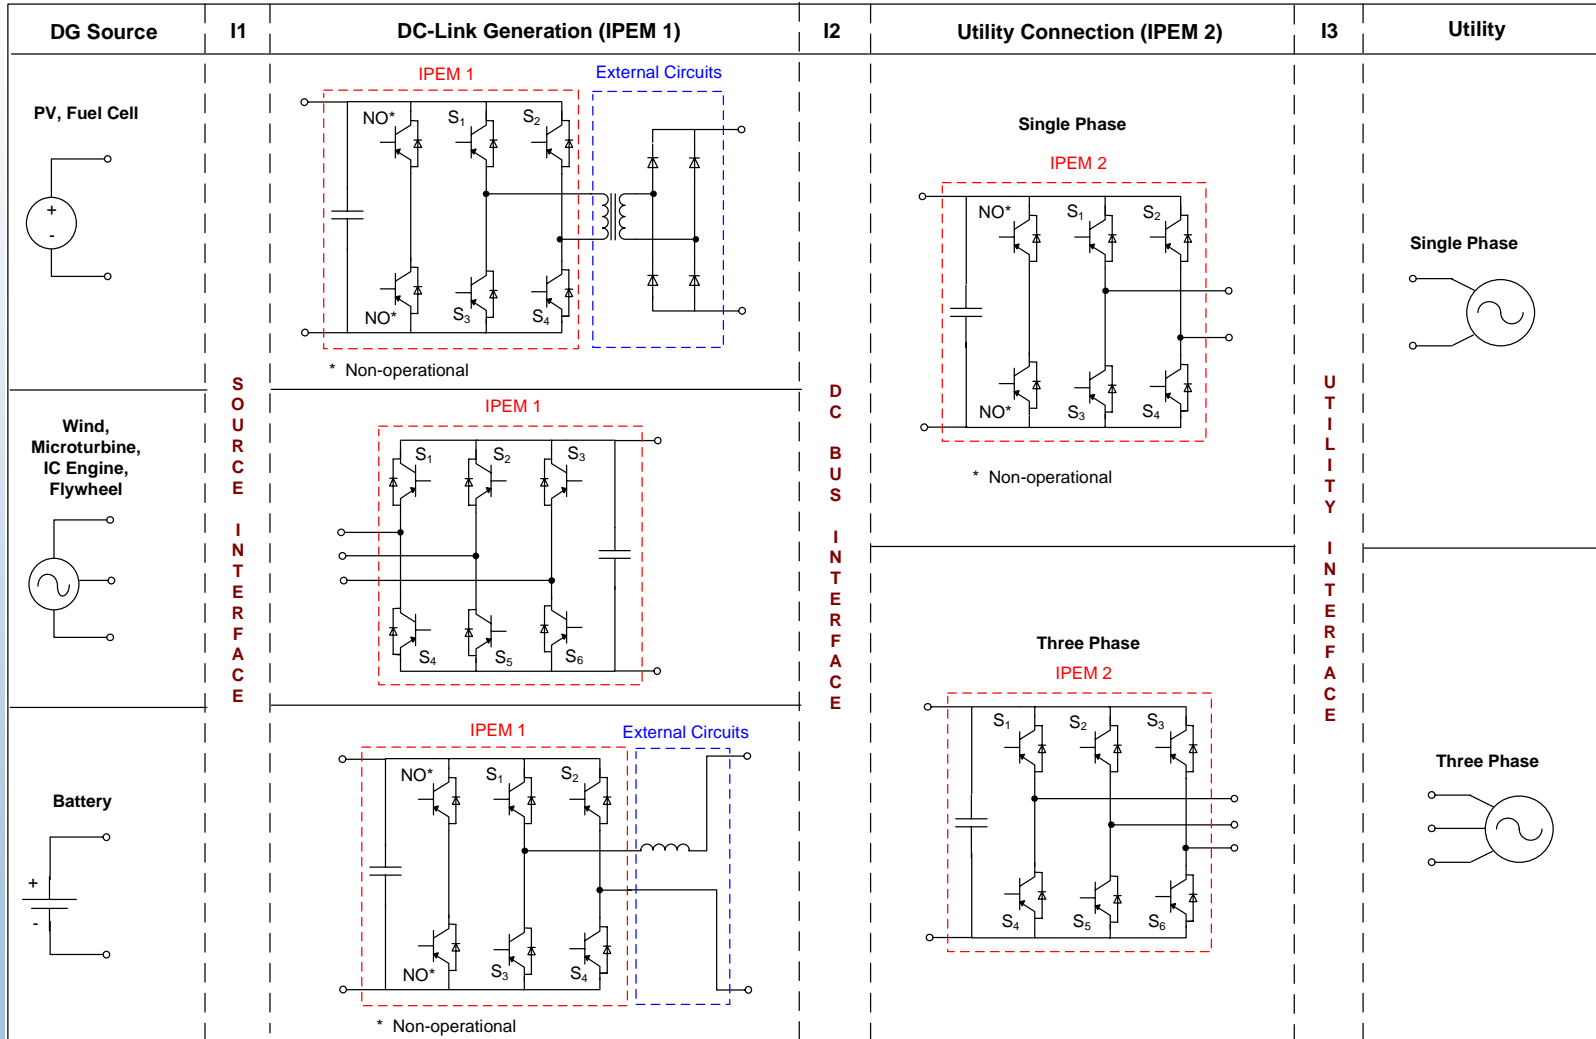 DG Source
I1
DC-Link Generation (IPEM 1)
I2
Utility Connection (IPEM 2)
I3
Utility
PV, Fuel Cell
+
-
IPEM 1
External Circuits
NO*
S1
S2
NO*
S3
S4
* Non-operational
Wind,
Microturbine,
IC Engine,
Flywheel
IPEM 1
S1
S2
S3
S4
S5
S6
Battery
+
-
IPEM 1
External Circuits
NO*
S1
S2
NO*
S3
S4
* Non-operational
SOURCE INTERFACE
DC BUS INTERFACE
Single Phase
IPEM 2
NO*
S1
S2
NO*
S3
S4
* Non-operational
Three Phase
IPEM 2
S1
S2
S3
S4
S5
S6
UTILITY INTERFACE
Single Phase
Three Phase